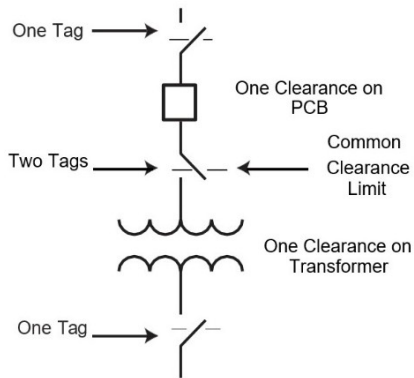 One Tag
One Clearance on
PCB
Common
Two Tags
Clearance
Limit
One Clearance on
Transformer
One Tag